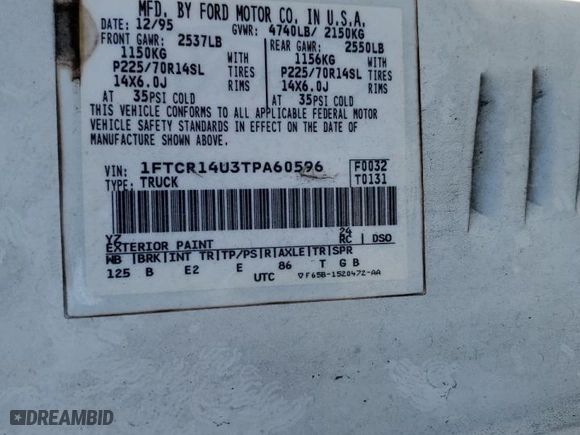 MFD. BY FORD MOTOR CO. IN U.S.A.
DATE: 12/95 GVWR: 4740LB/ 2150KG
FRONT GAWR: 2537LB REAR GAWR: 2550LB
1150KG WITH 1156KG WITH
P225/70R14SL TIRES P225/70R14SL TIRES
14X6.0J RIMS 14X6.0J RIMS
AT 35PSI COLD AT 35PSI COLD
THIS VEHICLE CONFORMS TO ALL APPLICABLE FEDERAL MOTOR
VEHICLE SAFETY STANDARDS IN EFFECT ON THE DATE OF
MANUFACTURE SHOWN ABOVE.
VIN: 1FTCR14U3TPA60596 F0032
TYPE: TRUCK T0131
YZ 24
EXTERIOR PAINT RC | DSO
WB |BRK|INT TR|TP/PS|R|AXLE|TR|SPR
125 B E2 E 86 T G B
UTC ▽F65B-1520472-AA
DREAMBID